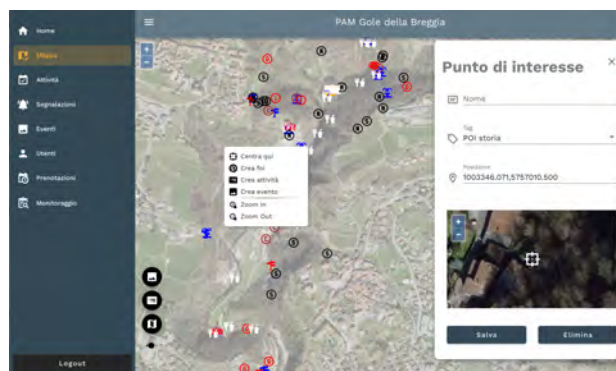 PAM Gole della Breggia
Home
Mappa
Attività
Segnalazioni
Eventi
Utenti
Prenotazioni
Monitoraggio
Logout
Centra qui
Crea foi
Crea attività
Crea evento
Zoom In
Zoom Out
Punto di interesse
Nome
Tag
POI storia
Posizione
1003346.071,5757010.500
Salva
Elimina